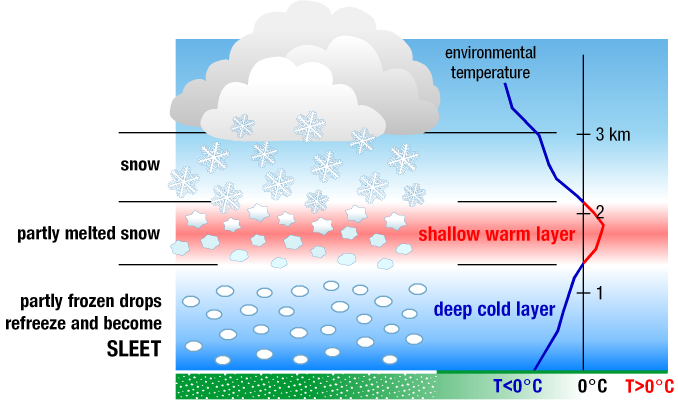 environmental
temperature
3 km
snow
2
partly melted snow
shallow warm layer
1
partly frozen drops
refreeze and become
SLEET
deep cold layer
T<0°C
0°C
T>0°C